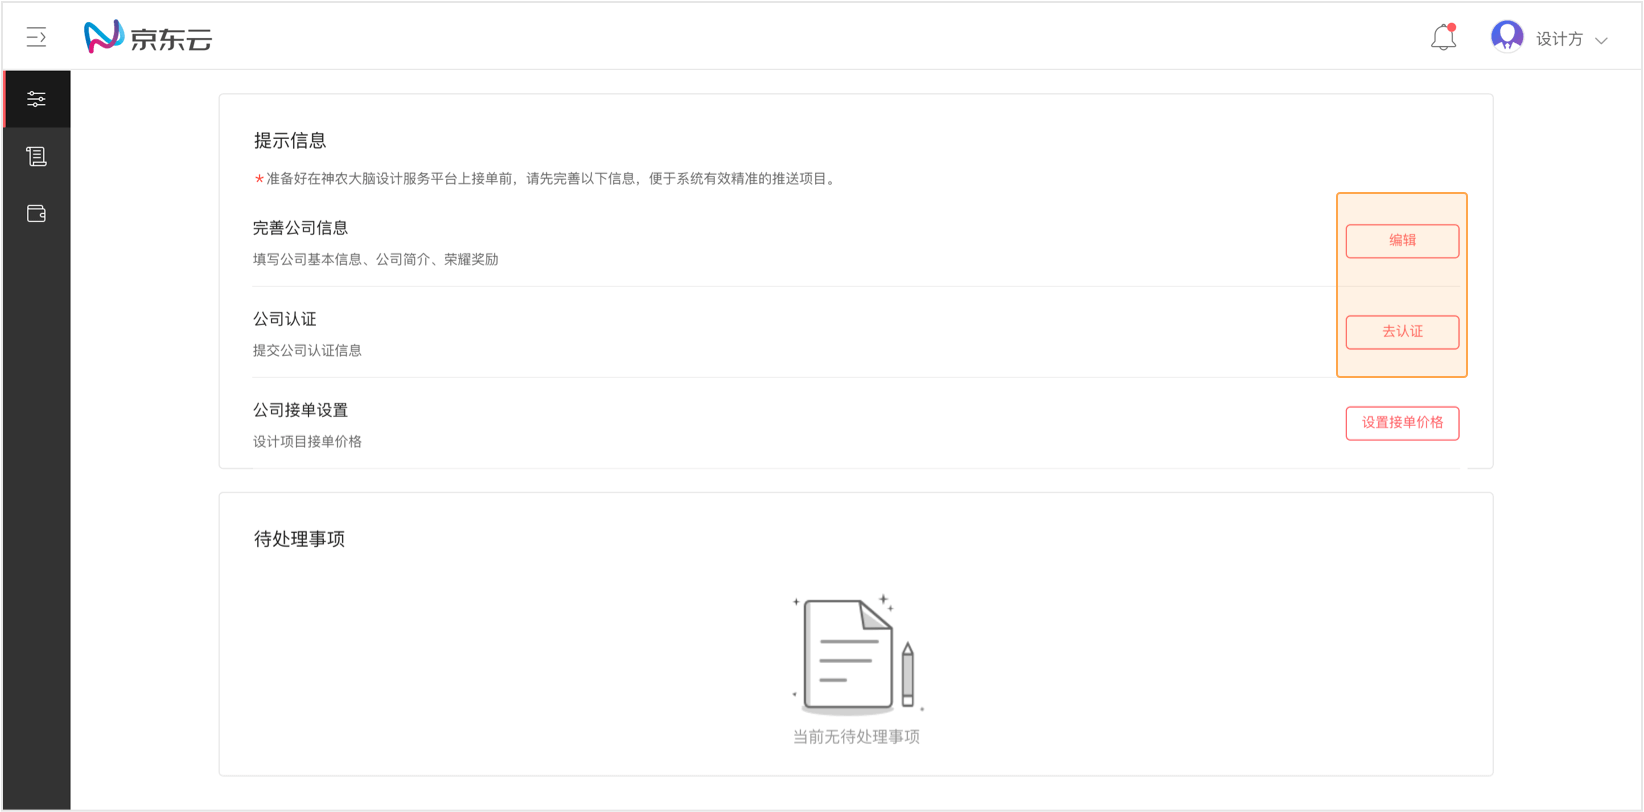 京东云
设计方
提示信息
*准备好在神农大脑设计服务平台上接单前，请先完善以下信息，便于系统有效精准的推送项目。
完善公司信息
编辑
填写公司基本信息、公司简介、荣耀奖励
公司认证
去认证
提交公司认证信息
公司接单设置
设置接单价格
设计项目接单价格
待处理事项
当前无待处理事项